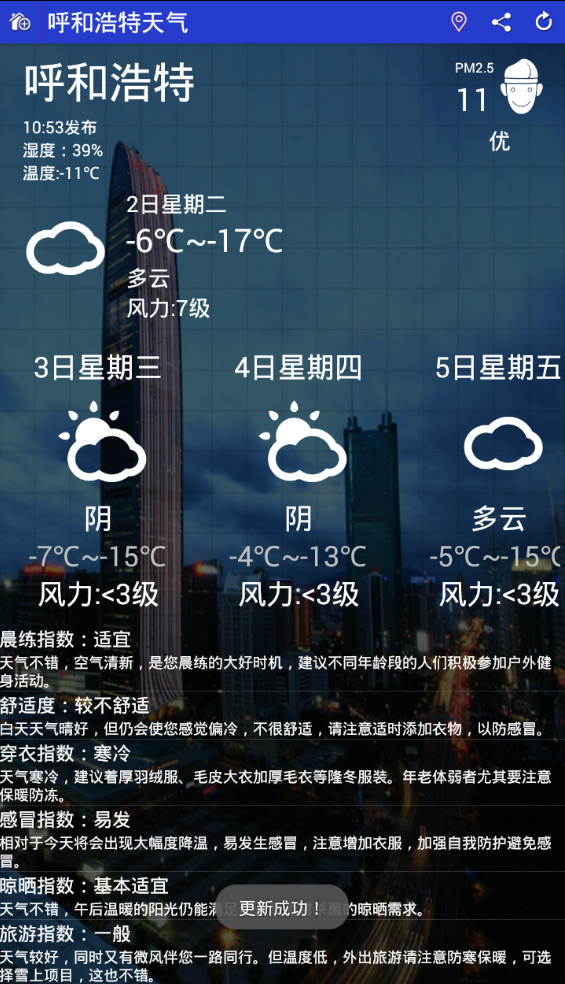 呼和浩特天气
呼和浩特
PM2.5
11
优
10:53发布
湿度：39%
温度:-11℃
2日星期二
-6℃~-17℃
多云
风力:7级
3日星期三
4日星期四
5日星期五
阴
阴
多云
-7℃~-15℃
-4℃~-13℃
-5℃~-15℃
风力:<3级
风力:<3级
风力:<3级
晨练指数：适宜
天气不错，空气清新，是您晨练的大好时机，建议不同年龄段的人们积极参加户外健
身活动。
舒适度：较不舒适
白天天气晴好，但仍会使您感觉偏冷，不很舒适，请注意适时添加衣物，以防感冒。
穿衣指数：寒冷
天气寒冷，建议着厚羽绒服、毛皮大衣加厚毛衣等隆冬服装。年老体弱者尤其要注意
保暖防冻。
感冒指数：易发
相对于今天将会出现大幅度降温，易发生感冒，注意增加衣服，加强自我防护避免感
冒。
晾晒指数：基本适宜
天气不错，午后温暖的阳光仍能满足
的晾晒需求。
更新成功！
旅游指数：一般
天气较好，同时又有微风伴您一路同行。但温度低，外出旅游请注意防寒保暖，可选
择雪上项目，这也不错。